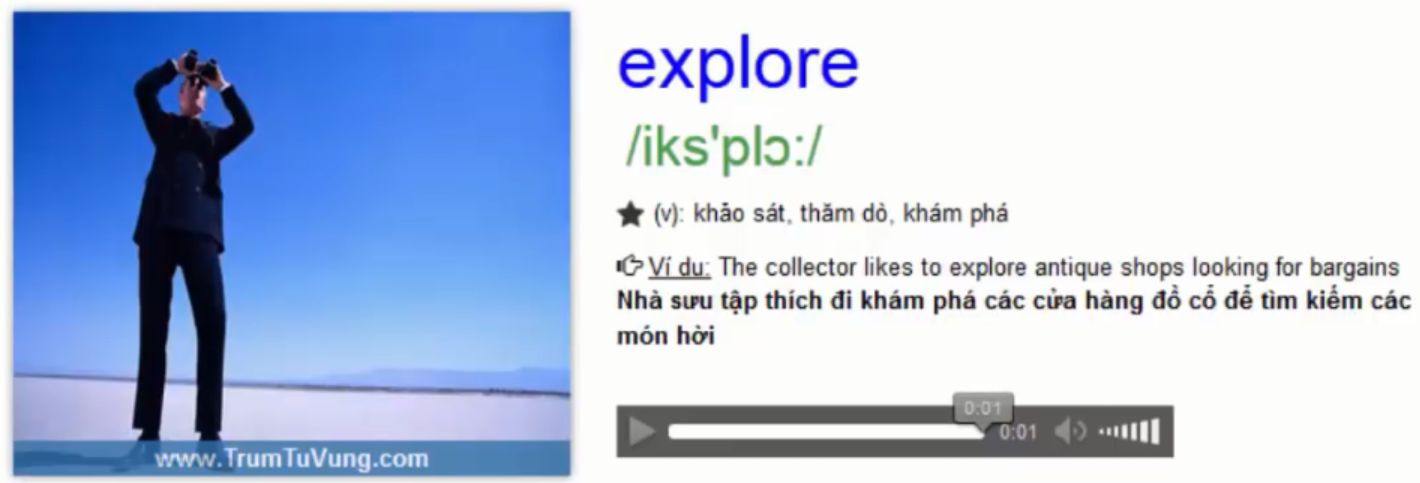 explore
/iks'plɔ:/
★ (v): khảo sát, thăm dò, khám phá
Ví dụ: The collector likes to explore antique shops looking for bargains
Nhà sưu tập thích đi khám phá các cửa hàng đồ cổ để tìm kiếm các
món hời
0:01
0:01
www.TrumTuVung.com